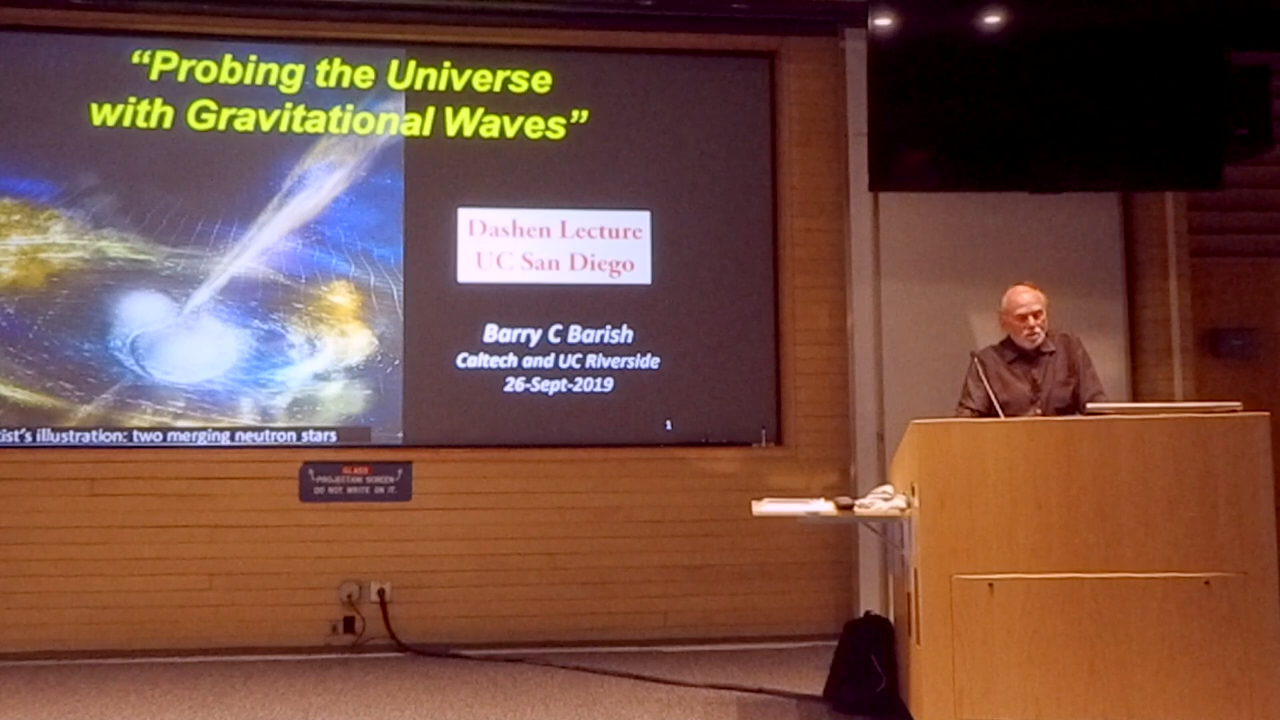 “Probing the Universe
with Gravitational Waves”
Dashen Lecture
UC San Diego
Barry C Barish
Caltech and UC Riverside
26-Sept-2019
1
ist’s illustration: two merging neutron stars
GLASS
PROJECTION SCREEN
DO NOT WRITE ON IT.